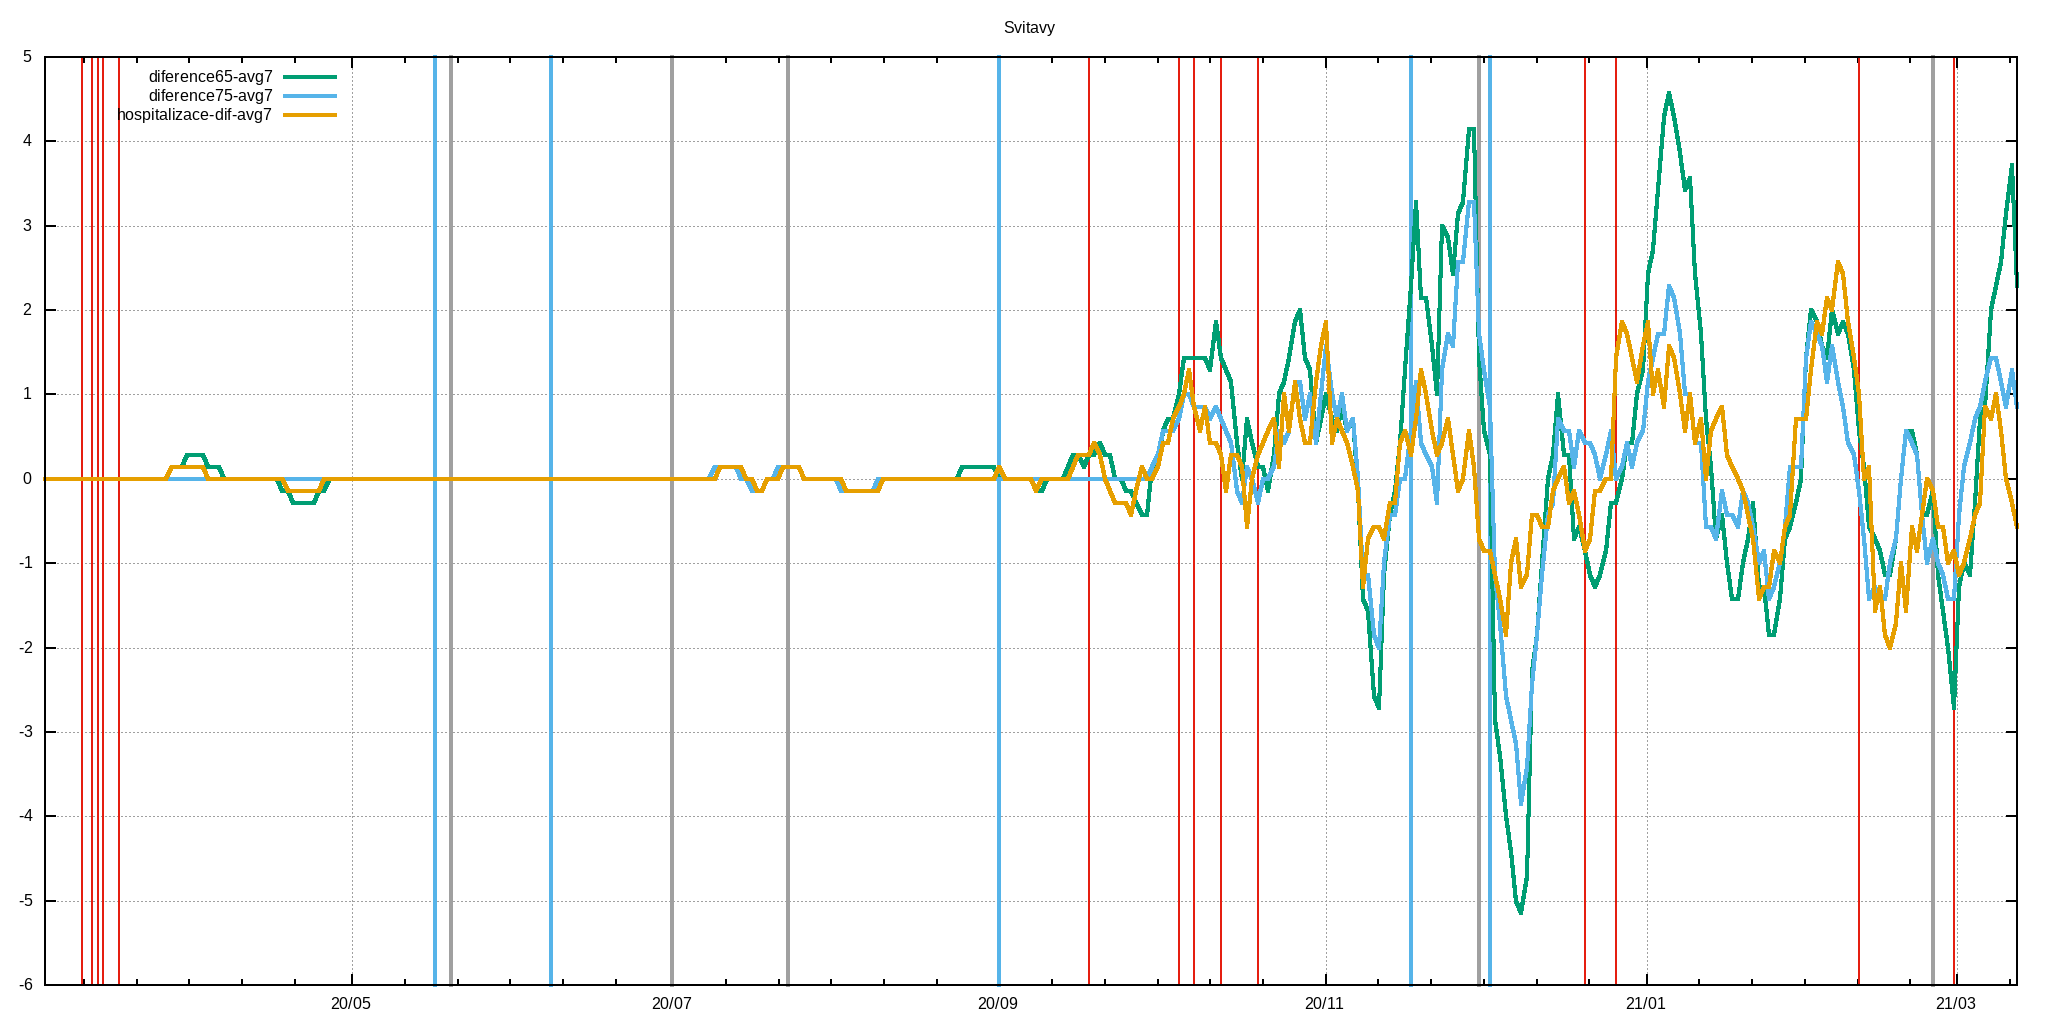 Svitavy
5
diference65-avg7
diference75-avg7
hospitalizace-dif-avg7
4
3
2
1
0
-1
-2
-3
-4
-5
-6
20/05 20/07 20/09 20/11 21/01 21/03